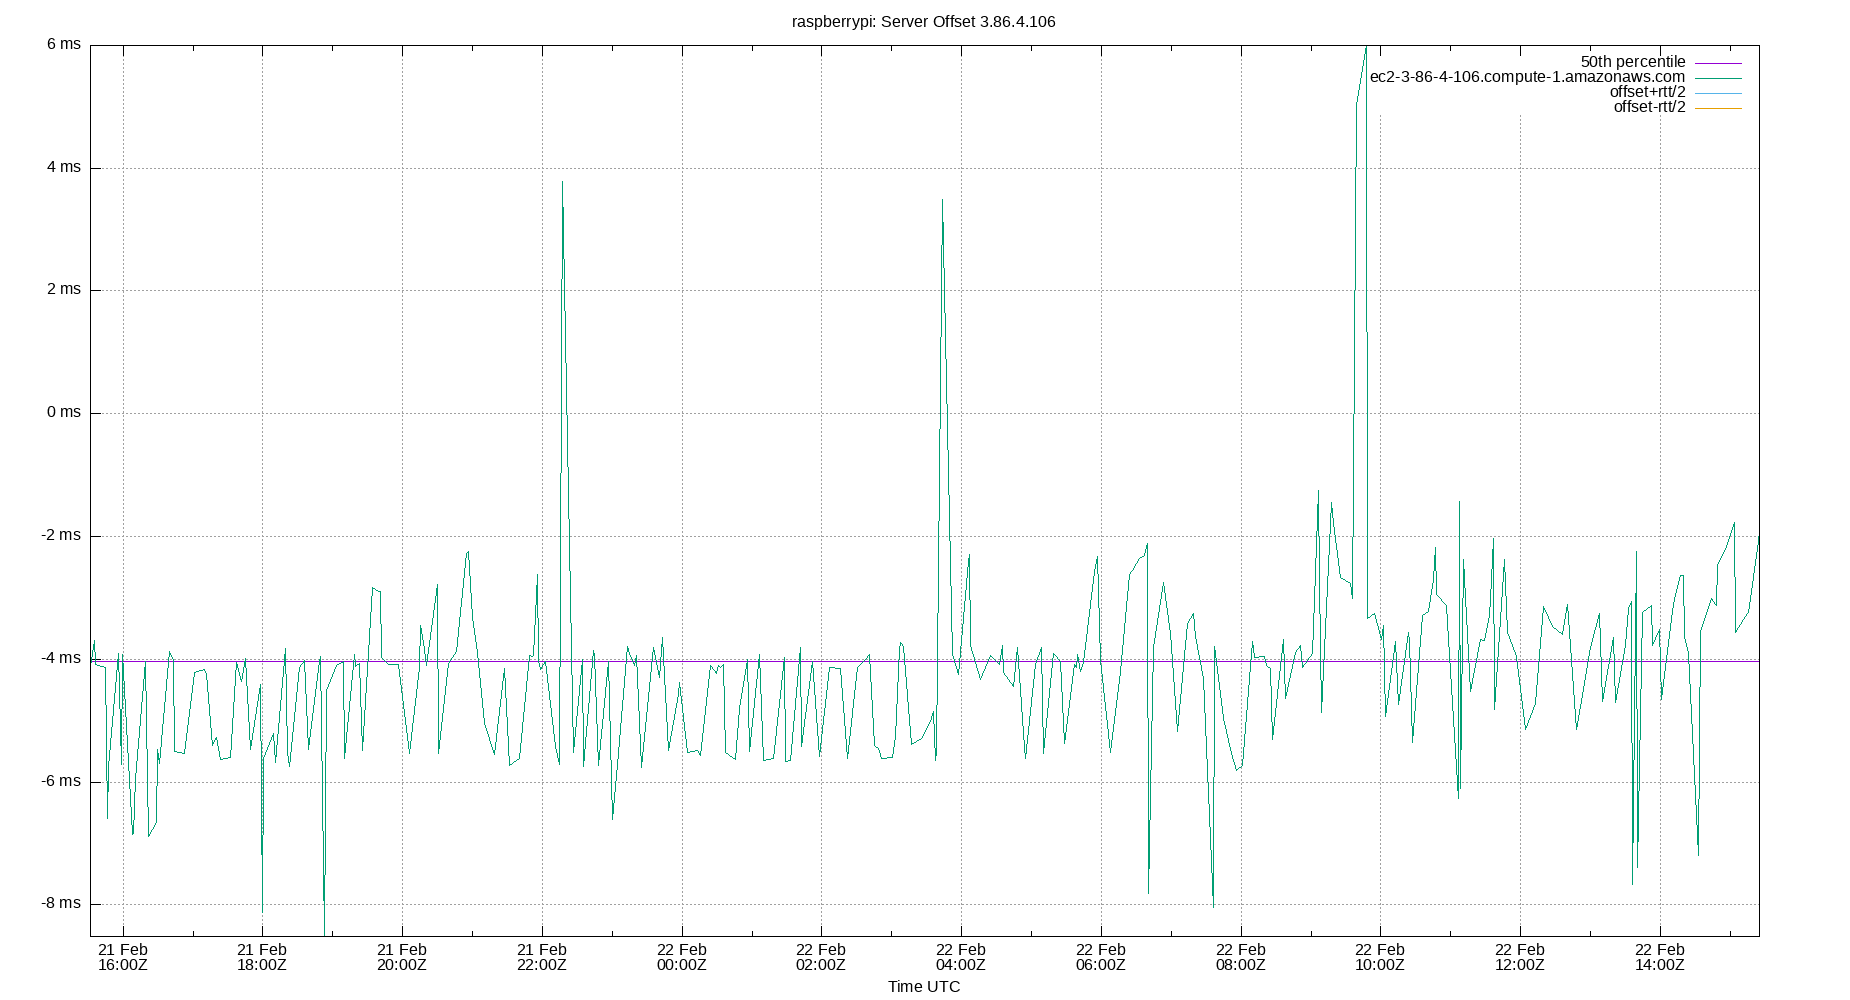 raspberrypi: Server Offset 3.86.4.106
6 ms
4 ms
2 ms
0 ms
-2 ms
-4 ms
-6 ms
-8 ms
50th percentile
ec2-3-86-4-106.compute-1.amazonaws.com
offset+rtt/2
offset-rtt/2
21 Feb 21 Feb 21 Feb 21 Feb 22 Feb 22 Feb 22 Feb 22 Feb 22 Feb 22 Feb 22 Feb 22 Feb
16:00Z 18:00Z 20:00Z 22:00Z 00:00Z 02:00Z 04:00Z 06:00Z 08:00Z 10:00Z 12:00Z 14:00Z
Time UTC